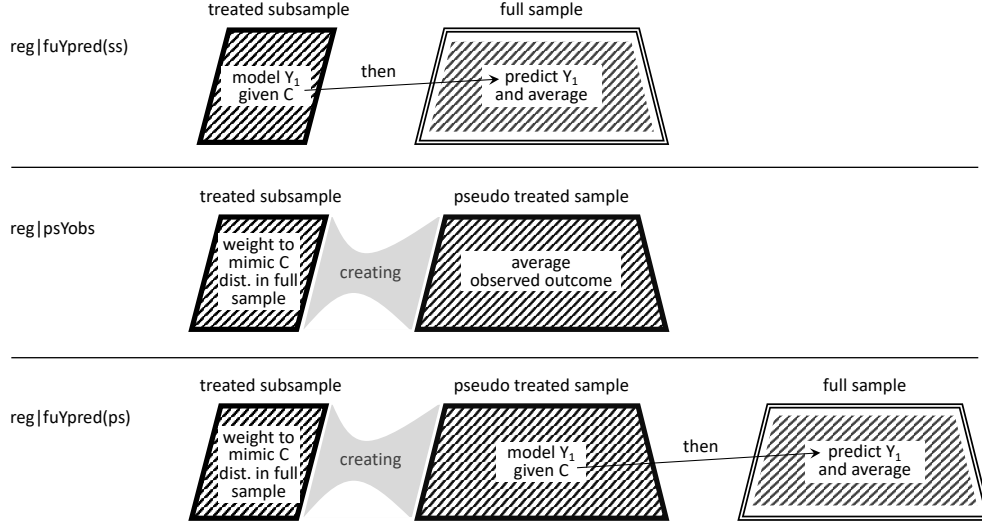 treated subsample
full sample
reg|fuYpred(ss)
model Y₁
given C
then
predict Y₁
and average
treated subsample
pseudo treated sample
reg|psYobs
weight to
mimic C
dist. in full
sample
creating
average
observed outcome
treated subsample
pseudo treated sample
full sample
reg|fuYpred(ps)
weight to
mimic C
dist. in full
sample
creating
model Y₁
given C
then
predict Y₁
and average